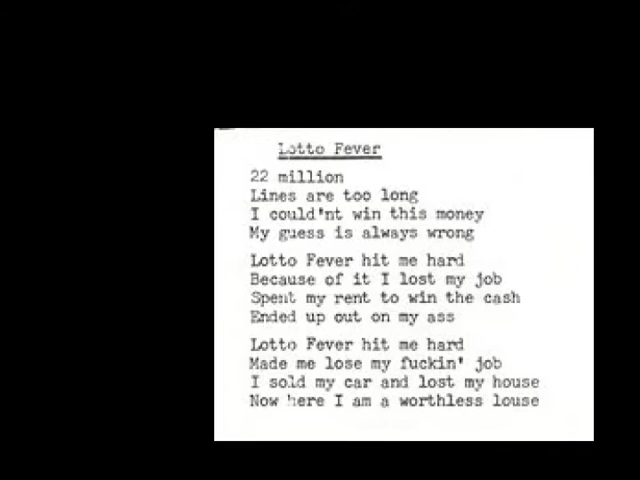 Lotto Fever
22 million
Lines are too long
I could'nt win this money
My guess is always wrong
Lotto Fever hit me hard
Because of it I lost my job
Spent my rent to win the cash
Ended up out on my ass
Lotto Fever hit me hard
Made me lose my fuckin' job
I sold my car and lost my house
Now here I am a worthless louse